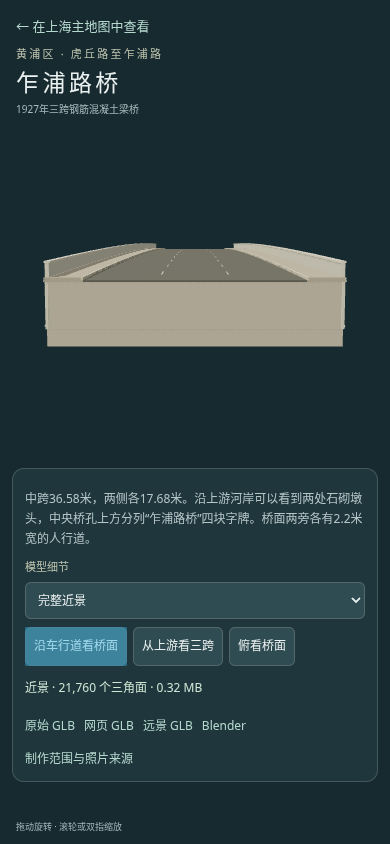 ← 在上海主地图中查看
黄浦区 · 虎丘路至乍浦路
乍浦路桥
1927年三跨钢筋混凝土梁桥
中跨36.58米，两侧各17.68米。沿上游河岸可以看到两处石砌墩
头，中央桥孔上方分列“乍浦路桥”四块字牌。桥面两旁各有2.2米
宽的人行道。
模型细节
完整近景
沿车行道看桥面 从上游看三跨 俯看桥面
近景 · 21,760 个三角面 · 0.32 MB
原始 GLB 网页 GLB 远景 GLB Blender
制作范围与照片来源
拖动旋转 · 滚轮或双指缩放